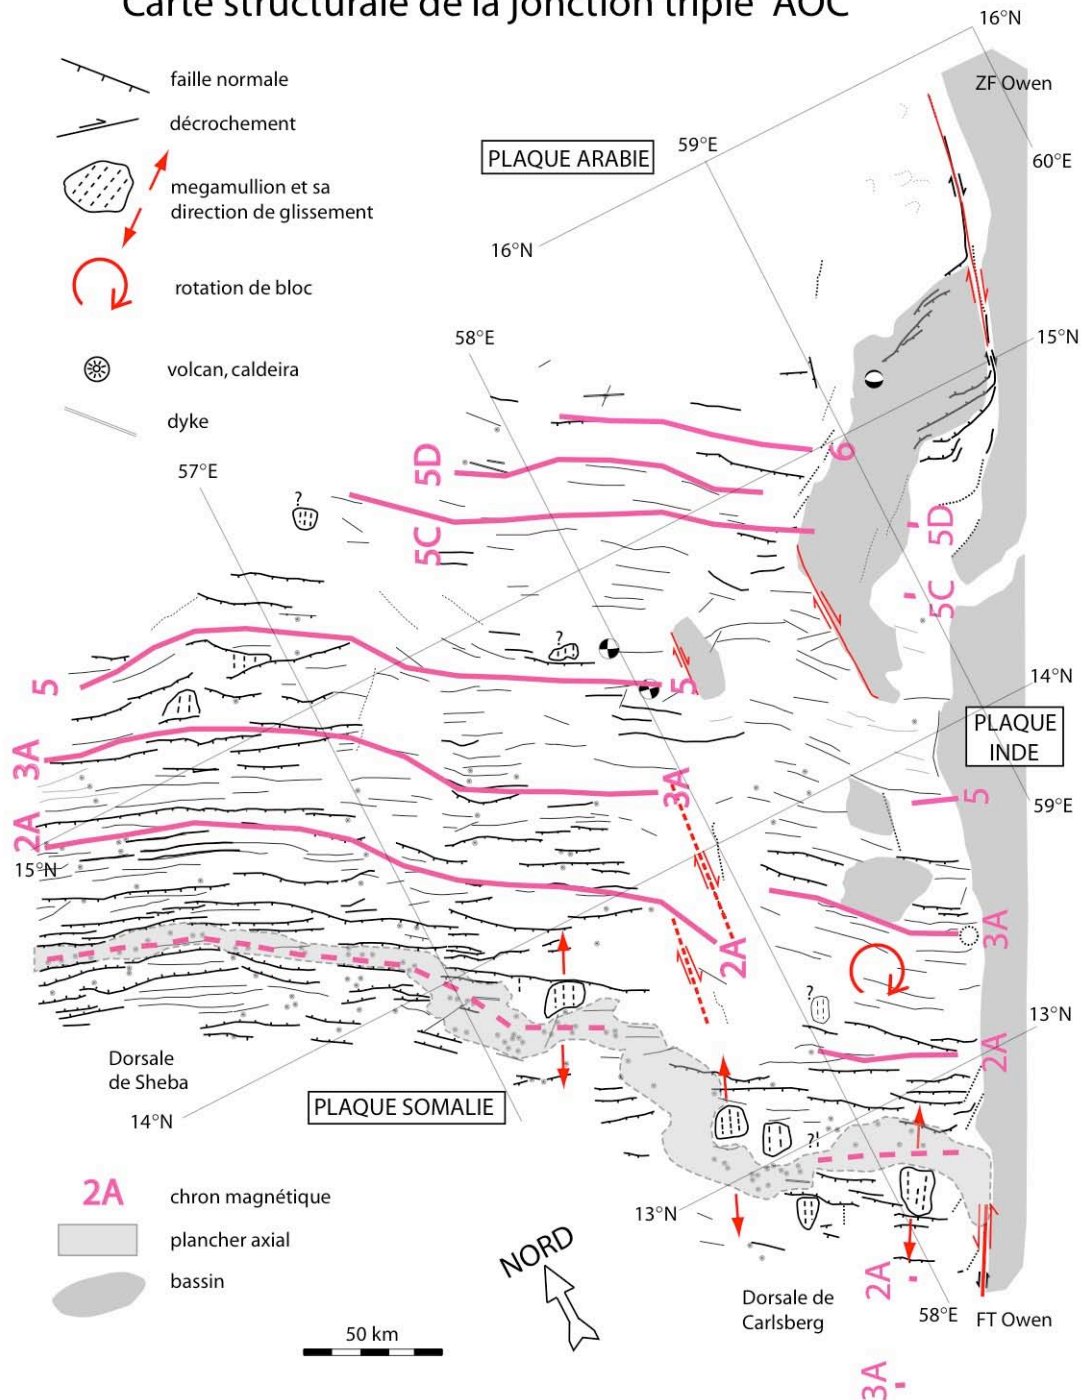 Carte structurale de la jonction triple AOC
16°N
faille normale
ZF Owen
décrochement
PLAQUE ARABIE
59°E
60°E
megamullion et sa
direction de glissement
16°N
rotation de bloc
58°E
15°N
volcan, caldeira
dyke
6
57°E
5D
?
5D
5C
5C
?
14°N
5
5
PLAQUE
INDE
3A
3A
5
59°E
2A
15°N
3A
2A
?
13°N
2A
Dorsale
de Sheba
PLAQUE SOMALIE
14°N
?
2A
chron magnétique
13°N
plancher axial
NORD
2A
bassin
Dorsale de
Carlsberg
58°E
FT Owen
50 km
3A